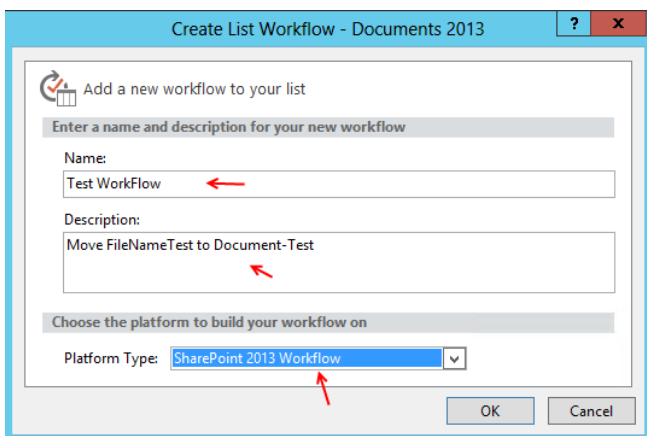 Create List Workflow - Documents 2013
? x
Add a new workflow to your list
Enter a name and description for your new workflow
Name:
Test WorkFlow
Description:
Move FileNameTest to Document-Test
Choose the platform to build your workflow on
Platform Type: SharePoint 2013 Workflow
OK Cancel